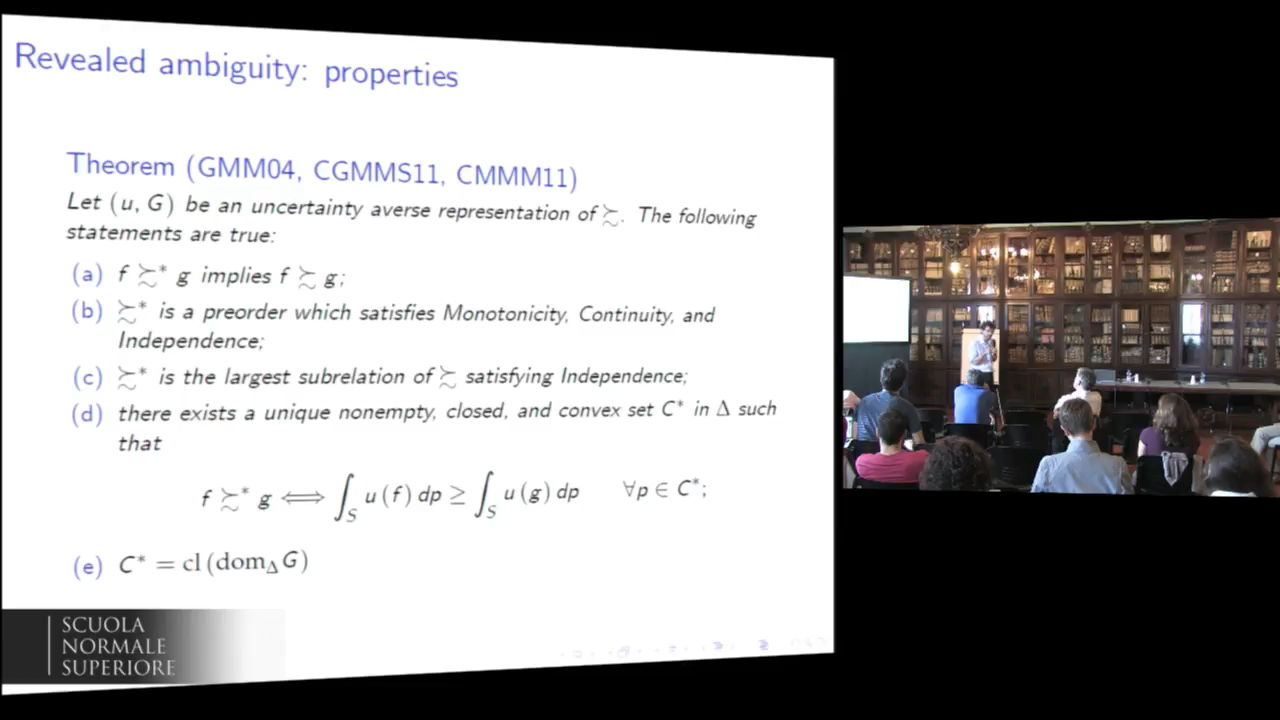 Revealed ambiguity: properties
Theorem (GMM04, CGMMS11, CMMM11)
Let (u, G) be an uncertainty averse representation of ≿. The following
statements are true:
(a) f ≿* g implies f ≿ g;
(b) ≿* is a preorder which satisfies Monotonicity, Continuity, and
Independence;
(c) ≿* is the largest subrelation of ≿ satisfying Independence;
(d) there exists a unique nonempty, closed, and convex set C* in Δ such
that
f ≿* g ⟺ ∫_S u (f) dp ≥ ∫_S u (g) dp ∀p ∈ C*;
(e) C* = cl (dom_Δ G)
SCUOLA
NORMALE
SUPERIORE